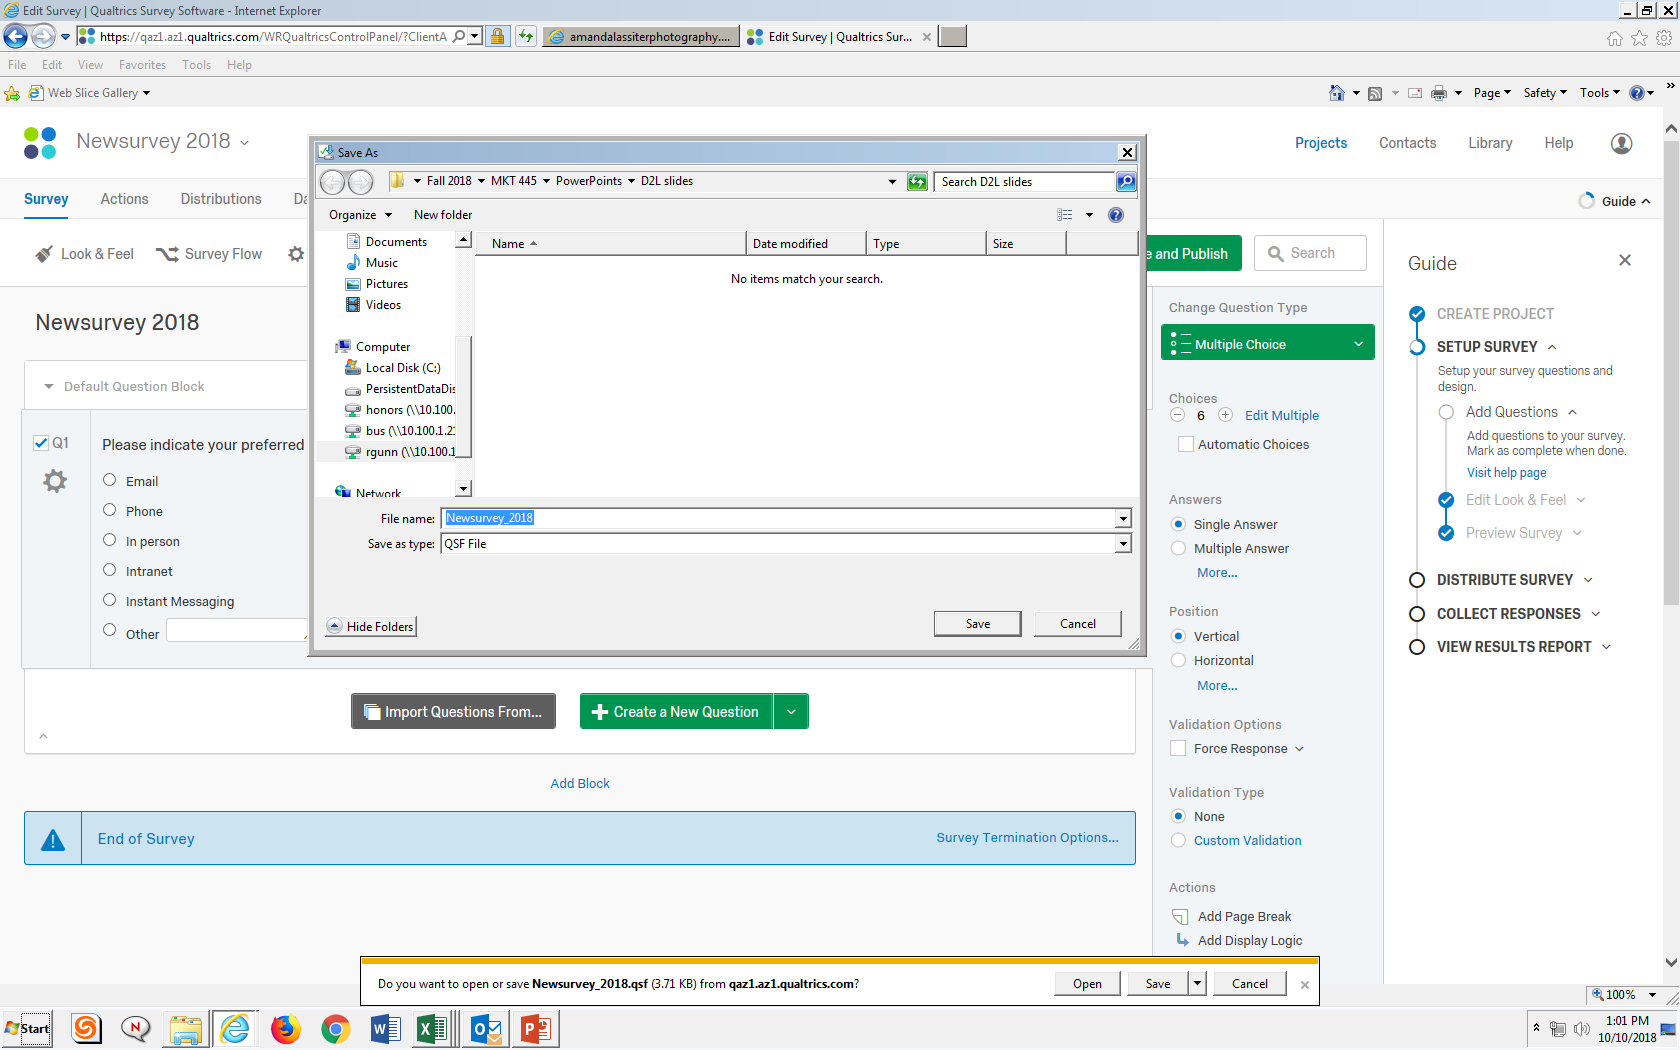 Edit Survey | Qualtrics Survey Software - Internet Explorer
https://qaz1.az1.qualtrics.com/WRQualtricsControlPanel/?ClientA
amandalassiterphotography....
Edit Survey | Qualtrics Sur...
File Edit View Favorites Tools Help
Web Slice Gallery
Page Safety Tools
Newsurvey 2018
Projects Contacts Library Help
Survey Actions Distributions Da
Guide
Look & Feel Survey Flow
e and Publish
Search
Newsurvey 2018
Default Question Block
Q1
Please indicate your preferred
Email
Phone
In person
Intranet
Instant Messaging
Other
Import Questions From...
Create a New Question
Add Block
End of Survey
Survey Termination Options...
Save As
Fall 2018 MKT 445 PowerPoints D2L slides
Search D2L slides
Organize New folder
Documents
Music
Pictures
Videos
Computer
Local Disk (C:)
PersistentDataDis
honors (\\10.100.
bus (\\10.100.1.21
rgunn (\\10.100.1
Network
Name Date modified Type Size
No items match your search.
File name: Newsurvey_2018
Save as type: QSF File
Hide Folders
Save Cancel
Change Question Type
Multiple Choice
Choices
6 Edit Multiple
Automatic Choices
Answers
Single Answer
Multiple Answer
More...
Position
Vertical
Horizontal
More...
Validation Options
Force Response
Validation Type
None
Custom Validation
Actions
Add Page Break
Add Display Logic
Guide
CREATE PROJECT
SETUP SURVEY
Setup your survey questions and
design.
Add Questions
Add questions to your survey.
Mark as complete when done.
Visit help page
Edit Look & Feel
Preview Survey
DISTRIBUTE SURVEY
COLLECT RESPONSES
VIEW RESULTS REPORT
Do you want to open or save Newsurvey_2018.qsf (3.71 KB) from qaz1.az1.qualtrics.com?
Open Save Cancel
100%
Start
1:01 PM
10/10/2018